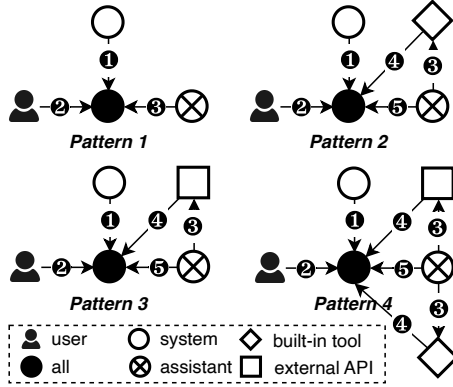 ❶ ❶ ❹ ❸
❷ ❸ ❷ ❺
Pattern 1 Pattern 2
❶ ❹ ❸ ❶ ❹ ❸
❷ ❺ ❷ ❺
Pattern 3 Pattern 4 ❹ ❸
user system built-in tool
all assistant external API